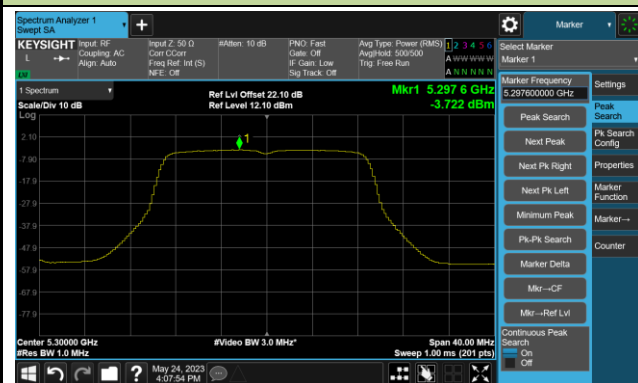 Spectrum Analyzer 1
Swept SA
Marker
KEYSIGHT
L
LXI
Input: RF
Coupling: AC
Align: Auto
Input Z: 50 Ω
Corr CCorr
Freq Ref: Int (S)
NFE: Off
#Atten: 10 dB
PNO: Fast
Gate: Off
IF Gain: Low
Sig Track: Off
Avg Type: Power (RMS)
Avg|Hold: 500/500
Trig: Free Run
1 2 3 4 5 6
A W W W W W
A N N N N N
Select Marker
Marker 1
1 Spectrum
Scale/Div 10 dB
Log
Ref Lvl Offset 22.10 dB
Ref Level 12.10 dBm
Mkr1 5.297 6 GHz
-3.722 dBm
2.10
-7.90
-17.9
-27.9
-37.9
-47.9
-57.9
-67.9
-77.9
1
Center 5.30000 GHz
#Res BW 1.0 MHz
#Video BW 3.0 MHz*
Span 40.00 MHz
Sweep 1.00 ms (201 pts)
Marker Frequency
5.297600000 GHz
Peak Search
Next Peak
Next Pk Right
Next Pk Left
Minimum Peak
Pk-Pk Search
Marker Delta
Mkr→CF
Mkr→Ref Lvl
Continuous Peak
Search
On
Off
Settings
Peak
Search
Pk Search
Config
Properties
Marker
Function
Marker→
Counter
May 24, 2023
4:07:54 PM